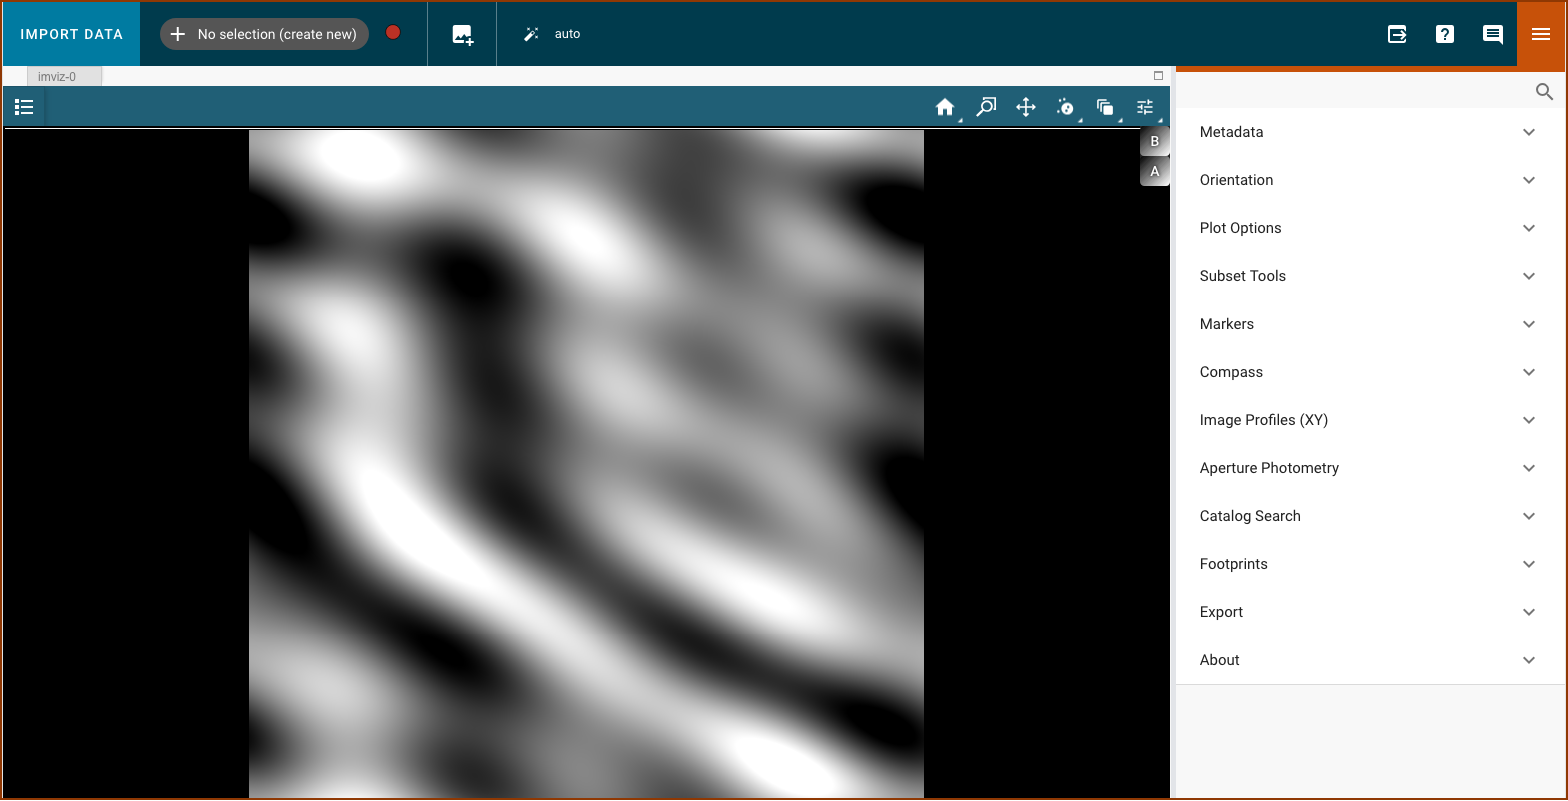 IMPORT DATA
No selection (create new)
auto
imviz-0
B
A
Metadata
Orientation
Plot Options
Subset Tools
Markers
Compass
Image Profiles (XY)
Aperture Photometry
Catalog Search
Footprints
Export
About